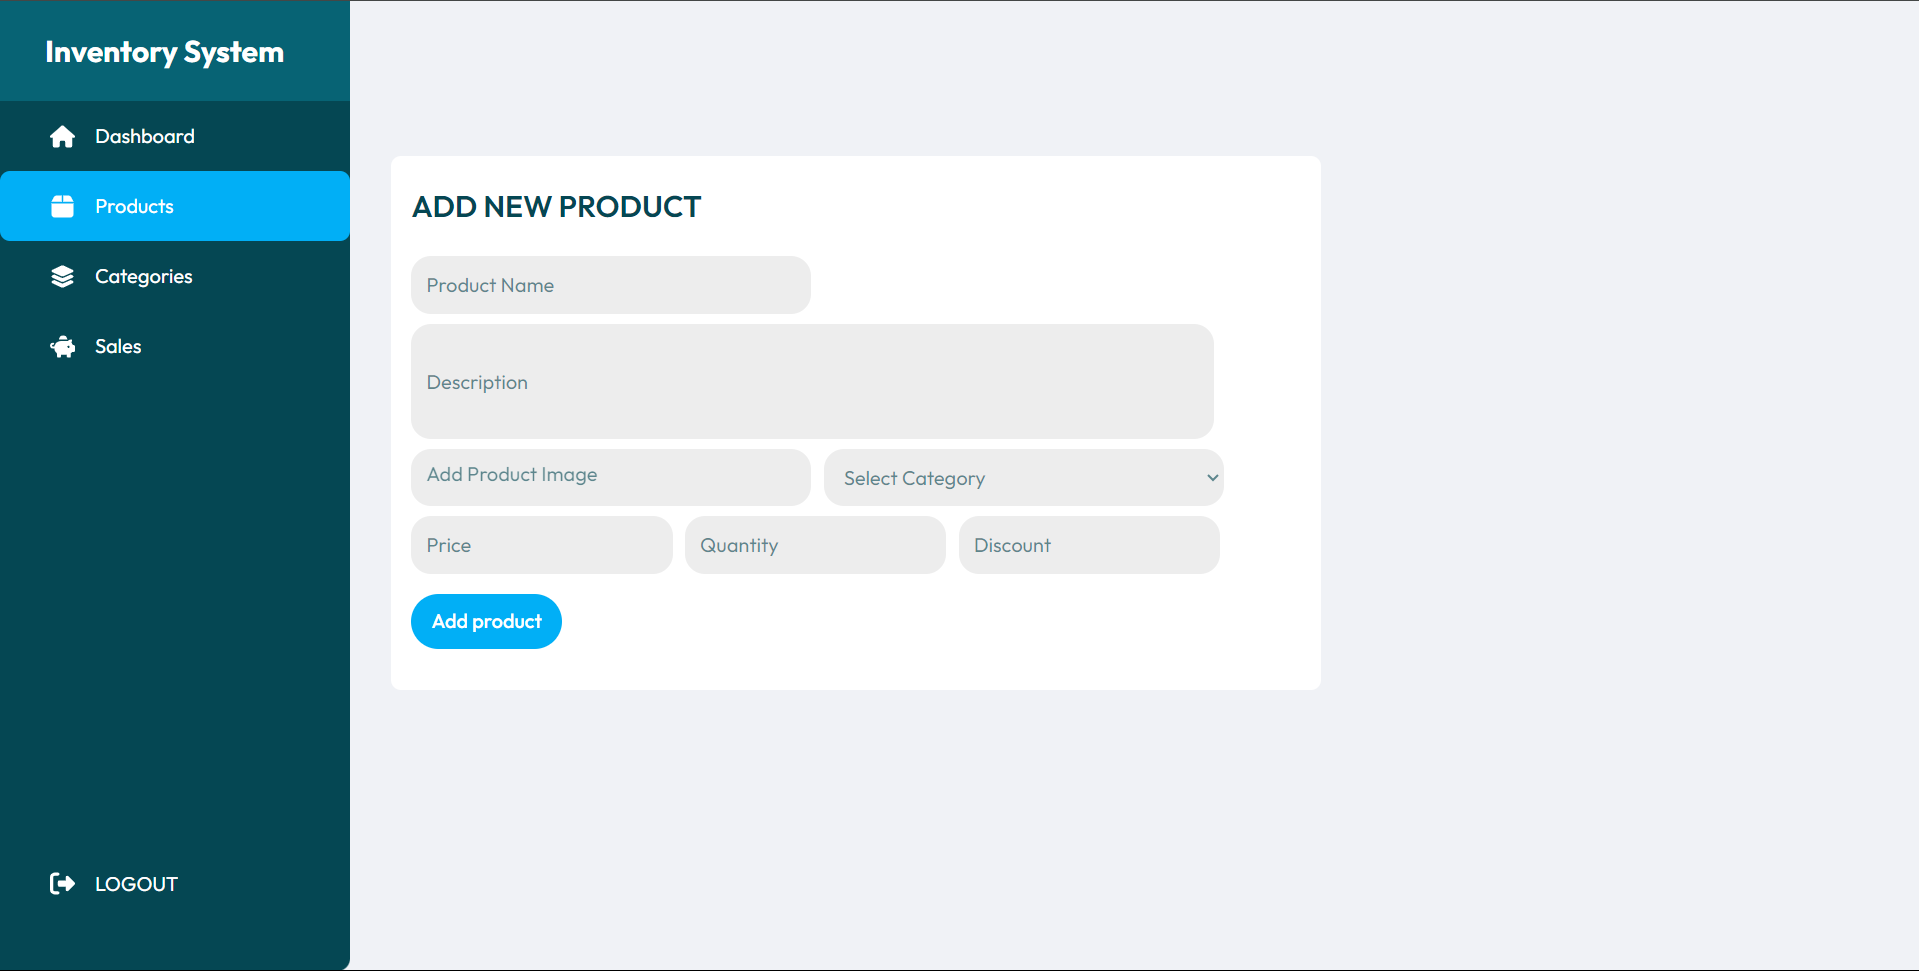 Inventory System
Dashboard
Products
Categories
Sales
LOGOUT
ADD NEW PRODUCT
Product Name
Description
Add Product Image
Select Category
Price
Quantity
Discount
Add product